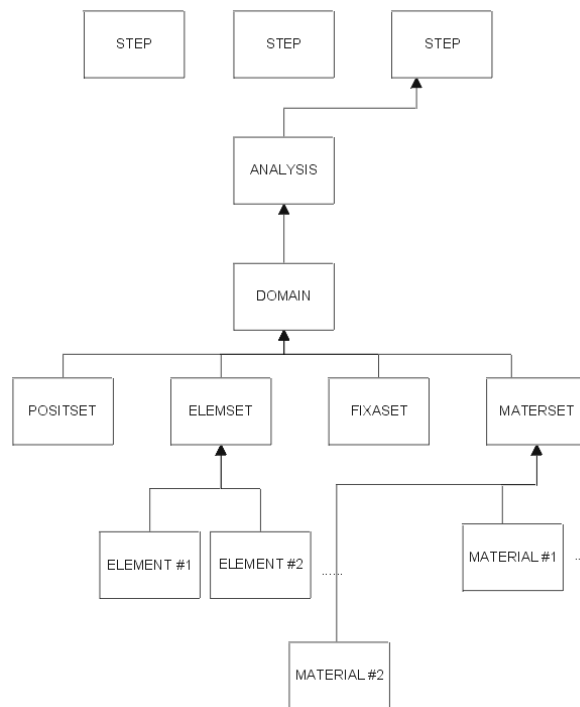 STEP
STEP
STEP
ANALYSIS
DOMAIN
POSITSET
ELEMSET
FIXASET
MATERSET
ELEMENT #1
ELEMENT #2
......
MATERIAL #1
..
MATERIAL #2